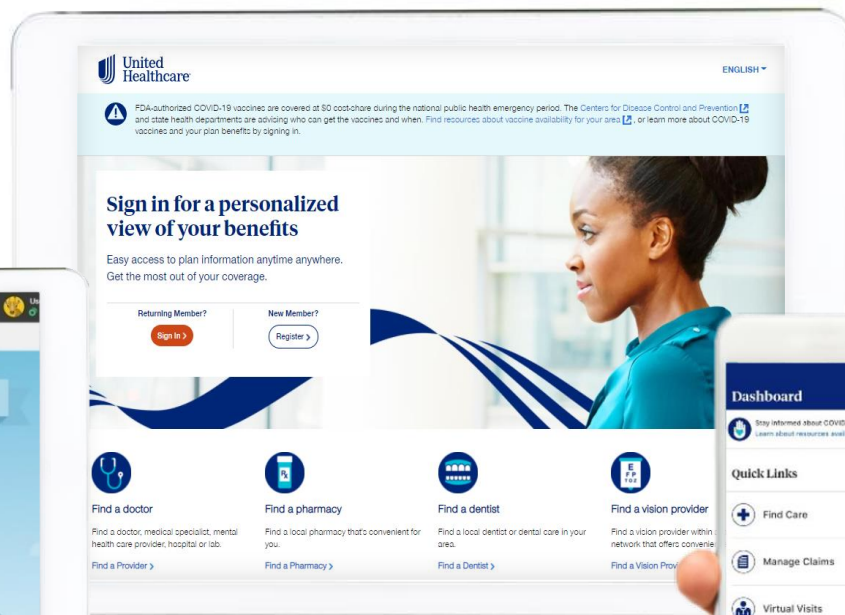 United
Healthcare
ENGLISH
FDA-authorized COVID-19 vaccines are covered at $0 cost-share during the national public health emergency period. The Centers for Disease Control and Prevention
and state health departments are advising who can get the vaccines and when. Find resources about vaccine availability for your area, or learn more about COVID-19
vaccines and your plan benefits by signing in.
Sign in for a personalized
view of your benefits
Easy access to plan information anytime anywhere.
Get the most out of your coverage.
Returning Member?
New Member?
Sign In >
Register >
Find a doctor
Find a doctor, medical specialist, mental
health care provider, hospital or lab.
Find a Provider >
Find a pharmacy
Find a local pharmacy that's convenient for
you.
Find a Pharmacy >
Find a dentist
Find a local dentist or dental care in your
area.
Find a Dentist >
E
F P
TOZ
Find a vision provider
Find a vision provider within
network that offers
Find a Vision
Rx
Us
Dashboard
Stay informed about COVID
Learn about resources
Quick Links
Find Care
Manage Claims
Virtual Visits